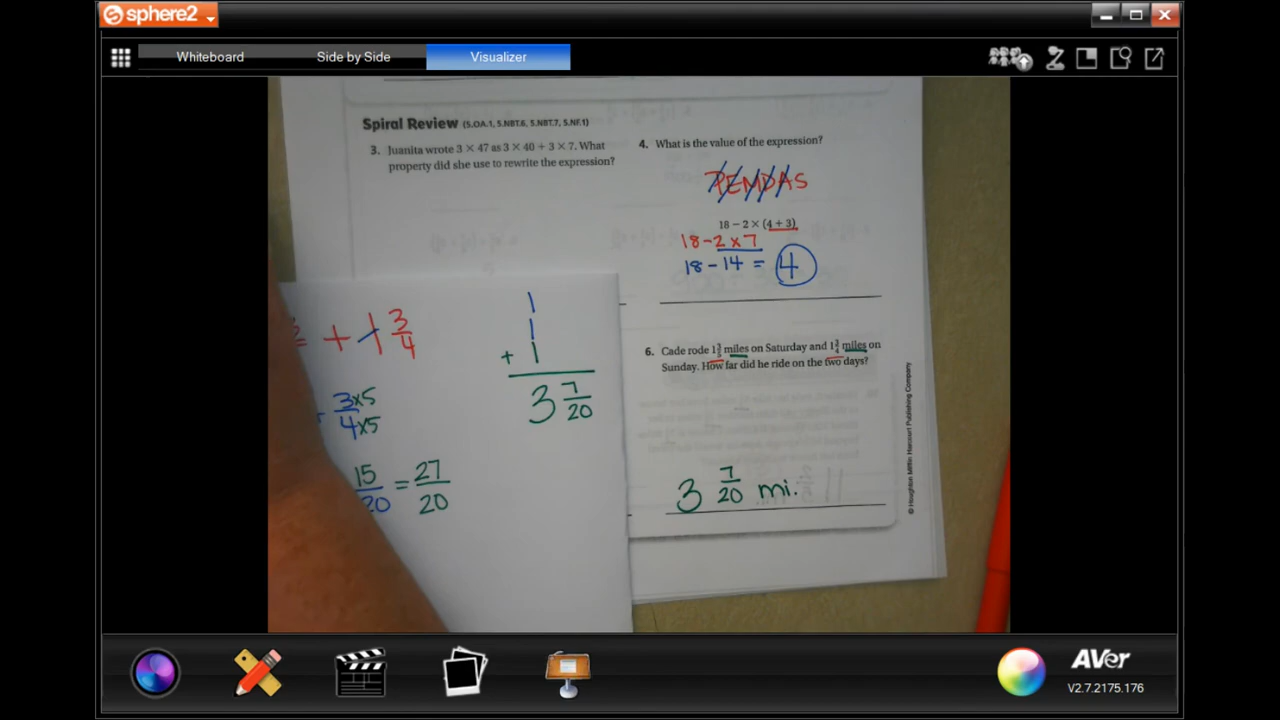 sphere2
Whiteboard
Side by Side
Visualizer
Spiral Review (5.OA.1, 5.NBT.6, 5.NBT.7, 5.NF.1)
3. Juanita wrote 3 × 47 as 3 × 40 + 3 × 7. What
property did she use to rewrite the expression?
4. What is the value of the expression?
PEMDAS
18 − 2 × (4 + 3)
18-2 x 7
18-14 = 4
+ 1 3/4
3x5
4x5
15/20 = 27/20
1
1
+ 1
3 7/20
6. Cade rode 1 3/5 miles on Saturday and 1 3/4 miles on
Sunday. How far did he ride on the two days?
3 7/20 mi.
© Houghton Mifflin Harcourt Publishing Company
AVer
V2.7.2175.176